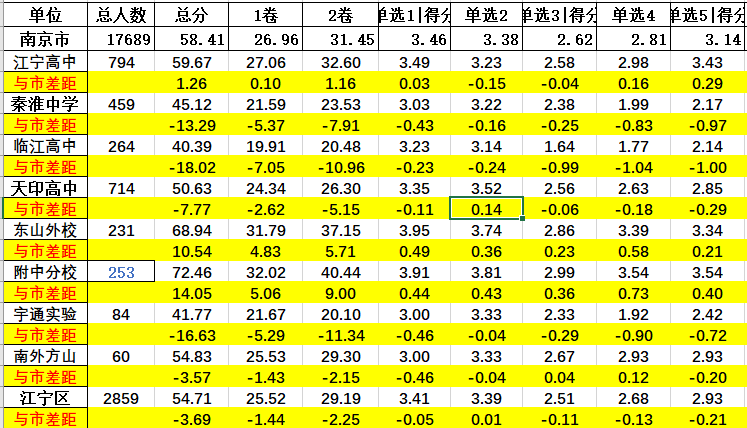 单位 总人数 总分 1卷 2卷 单选1|得分 单选2 单选3|得分 单选4 单选5|得分
南京市 17689 58.41 26.96 31.45 3.46 3.38 2.62 2.81 3.14
江宁高中 794 59.67 27.06 32.60 3.49 3.23 2.58 2.98 3.43
与市差距 1.26 0.10 1.16 0.03 -0.15 -0.04 0.16 0.29
秦淮中学 459 45.12 21.59 23.53 3.03 3.22 2.38 1.99 2.17
与市差距 -13.29 -5.37 -7.91 -0.43 -0.16 -0.25 -0.83 -0.97
临江高中 264 40.39 19.91 20.48 3.23 3.14 1.64 1.77 2.14
与市差距 -18.02 -7.05 -10.96 -0.23 -0.24 -0.99 -1.04 -1.00
天印高中 714 50.63 24.34 26.30 3.35 3.52 2.56 2.63 2.85
与市差距 -7.77 -2.62 -5.15 -0.11 0.14 -0.06 -0.18 -0.29
东山外校 231 68.94 31.79 37.15 3.95 3.74 2.86 3.39 3.34
与市差距 10.54 4.83 5.71 0.49 0.36 0.23 0.58 0.21
附中分校 253 72.46 32.02 40.44 3.91 3.81 2.99 3.54 3.54
与市差距 14.05 5.06 9.00 0.44 0.43 0.36 0.73 0.40
宇通实验 84 41.77 21.67 20.10 3.00 3.33 2.33 1.92 2.42
与市差距 -16.63 -5.29 -11.34 -0.46 -0.04 -0.29 -0.90 -0.72
南外方山 60 54.83 25.53 29.30 3.00 3.33 2.67 2.93 2.93
与市差距 -3.57 -1.43 -2.15 -0.46 -0.04 0.04 0.12 -0.20
江宁区 2859 54.71 25.52 29.19 3.41 3.39 2.51 2.68 2.93
与市差距 -3.69 -1.44 -2.25 -0.05 0.01 -0.11 -0.13 -0.21